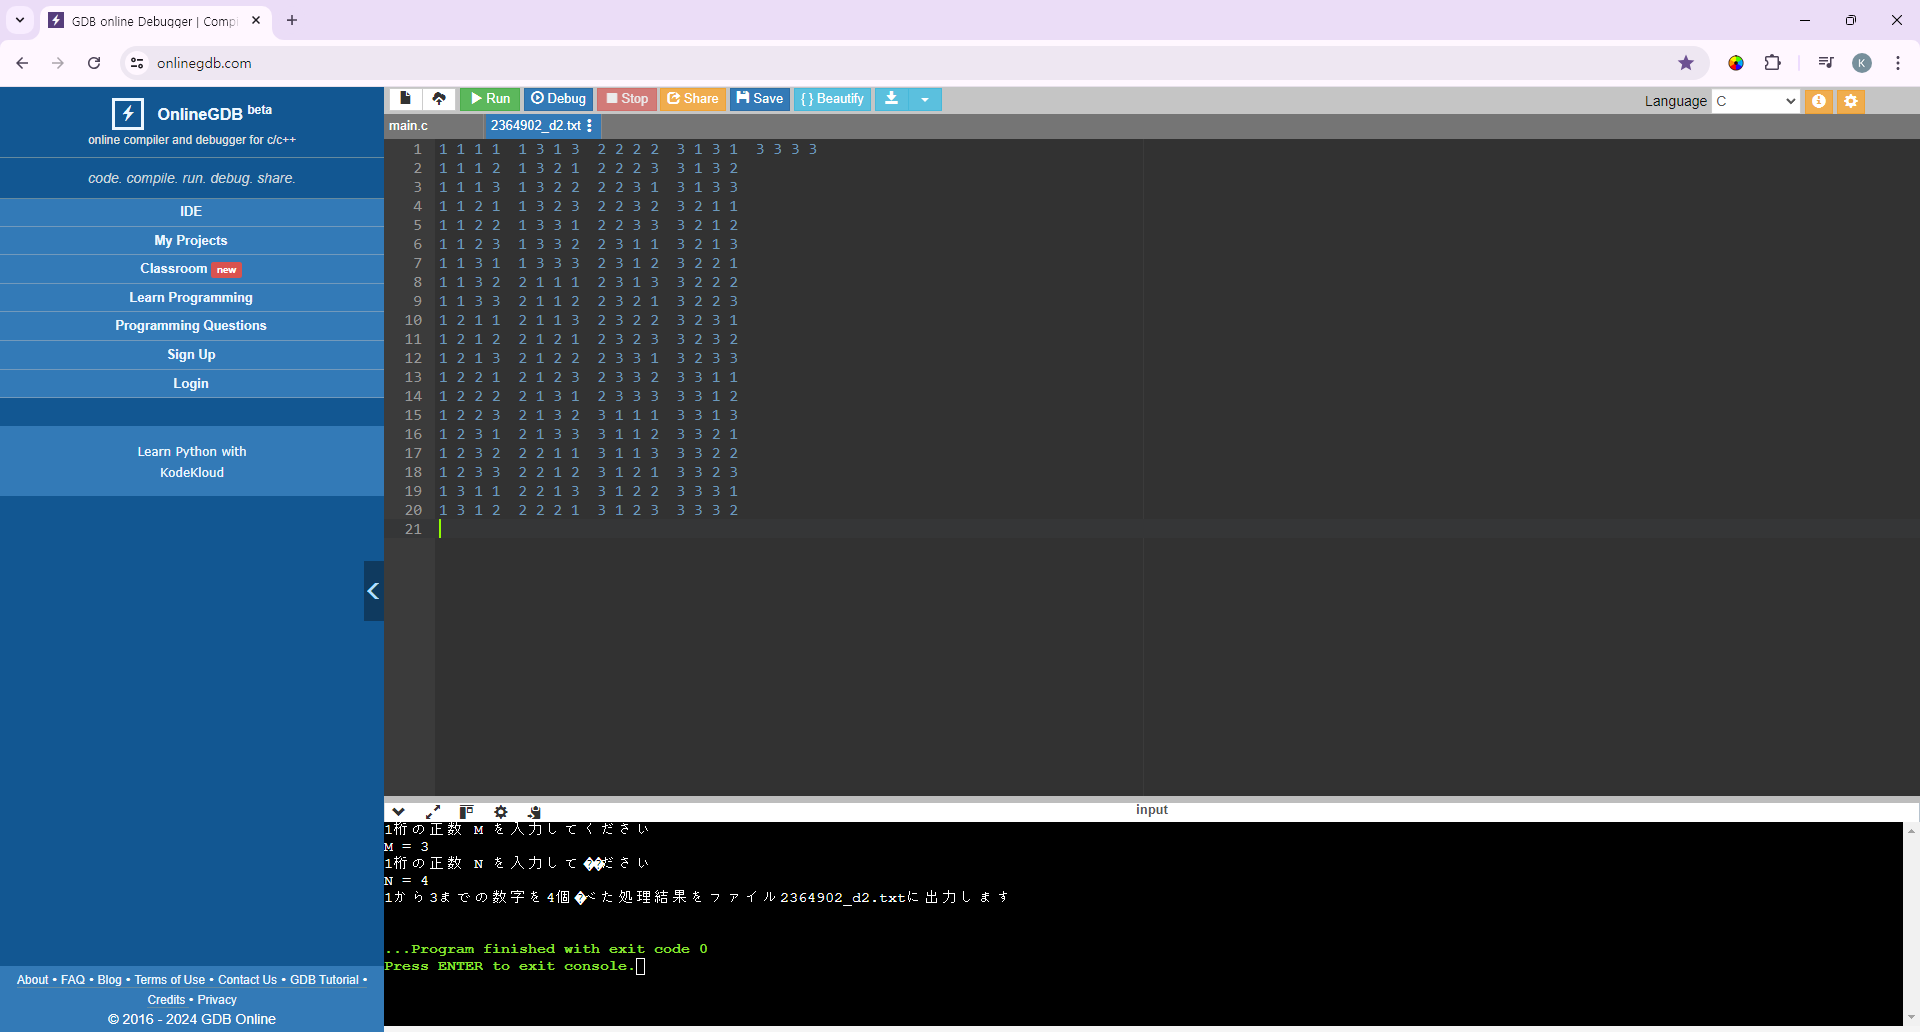 GDB online Debugger | Comp
onlinegdb.com
K
OnlineGDB beta
online compiler and debugger for c/c++
code. compile. run. debug. share.
IDE
My Projects
Classroom new
Learn Programming
Programming Questions
Sign Up
Login
Learn Python with
KodeKloud
About • FAQ • Blog • Terms of Use • Contact Us • GDB Tutorial •
Credits • Privacy
© 2016 - 2024 GDB Online
Run Debug Stop Share Save { } Beautify
Language C
main.c 2364902_d2.txt
1 1 1 1 1 1 3 1 3 2 2 2 2 3 1 3 1 3 3 3 3
2 1 1 1 2 1 3 2 1 2 2 2 3 3 1 3 2
3 1 1 1 3 1 3 2 2 2 2 3 1 3 1 3 3
4 1 1 2 1 1 3 2 3 2 2 3 2 3 2 1 1
5 1 1 2 2 1 3 3 1 2 2 3 3 3 2 1 2
6 1 1 2 3 1 3 3 2 2 3 1 1 3 2 1 3
7 1 1 3 1 1 3 3 3 2 3 1 2 3 2 2 1
8 1 1 3 2 2 1 1 1 2 3 1 3 3 2 2 2
9 1 1 3 3 2 1 1 2 2 3 2 1 3 2 2 3
10 1 2 1 1 2 1 1 3 2 3 2 2 3 2 3 1
11 1 2 1 2 2 1 2 1 2 3 2 3 3 2 3 2
12 1 2 1 3 2 1 2 2 2 3 3 1 3 2 3 3
13 1 2 2 1 2 1 2 3 2 3 3 2 3 3 1 1
14 1 2 2 2 2 1 3 1 2 3 3 3 3 3 1 2
15 1 2 2 3 2 1 3 2 3 1 1 1 3 3 1 3
16 1 2 3 1 2 1 3 3 3 1 1 2 3 3 2 1
17 1 2 3 2 2 2 1 1 3 1 1 3 3 3 2 2
18 1 2 3 3 2 2 1 2 3 1 2 1 3 3 2 3
19 1 3 1 1 2 2 1 3 3 1 2 2 3 3 3 1
20 1 3 1 2 2 2 2 1 3 1 2 3 3 3 3 2
21
input
1桁の正数 M を入力してください
M = 3
1桁の正数 N を入力して��ださい
N = 4
1から3までの数字を4個�べた処理結果をファイル2364902_d2.txtに出力します
...Program finished with exit code 0
Press ENTER to exit console.